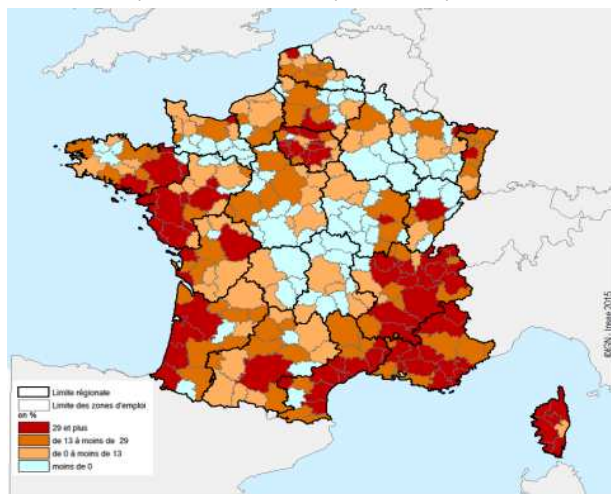 Limite régionale
Limite des zones d'emploi
en %
29 et plus
de 13 à moins de 29
de 0 à moins de 13
moins de 0
©IGN - Insee 2015